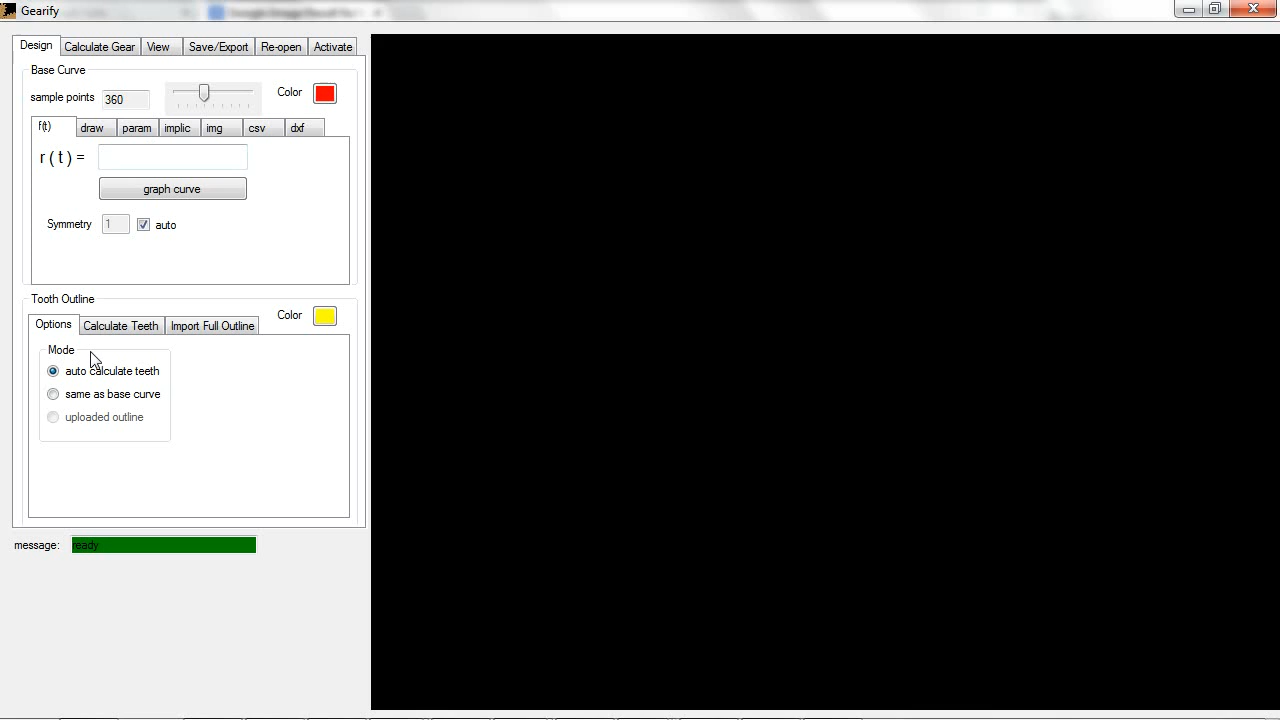 Gearify
Design Calculate Gear View Save/Export Re-open Activate
Base Curve
sample points 360 Color
f(t) draw param implic img csv dxf
r ( t ) =
graph curve
Symmetry 1 auto
Tooth Outline
Color
Options Calculate Teeth Import Full Outline
Mode
auto calculate teeth
same as base curve
uploaded outline
message: ready